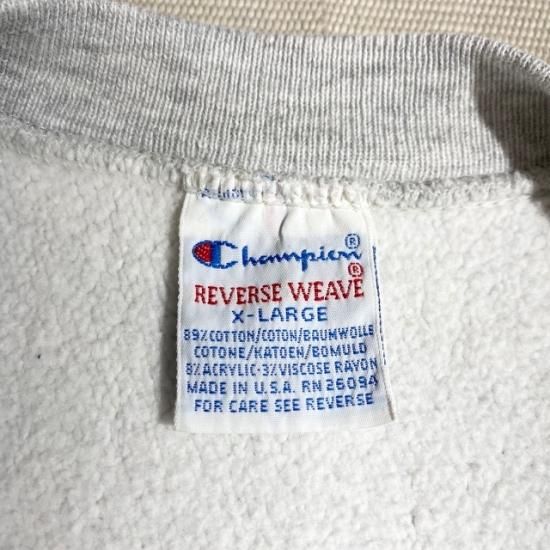 Champion®
REVERSE WEAVE®
X-LARGE
89% COTTON/COTON/BAUMWOLLE
COTONE/KATOEN/BOMULD
8% ACRYLIC-3% VISCOSE RAYON
MADE IN U.S.A. RN 26094
FOR CARE SEE REVERSE